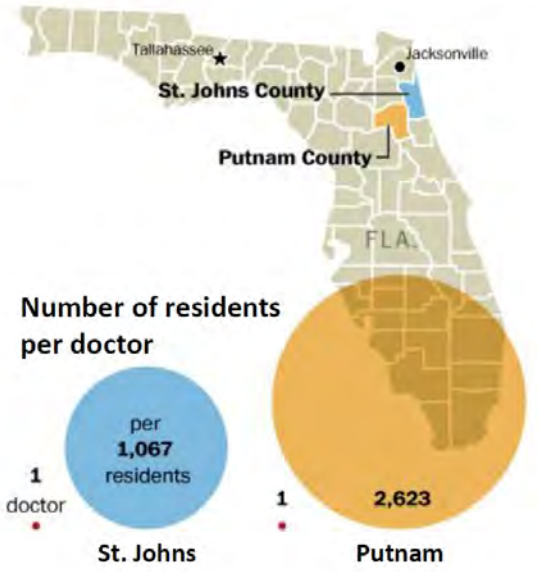 Tallahassee
Jacksonville
St. Johns County
Putnam County
FLA.
Number of residents
per doctor
per
1,067
residents
1
doctor
St. Johns
1
2,623
Putnam